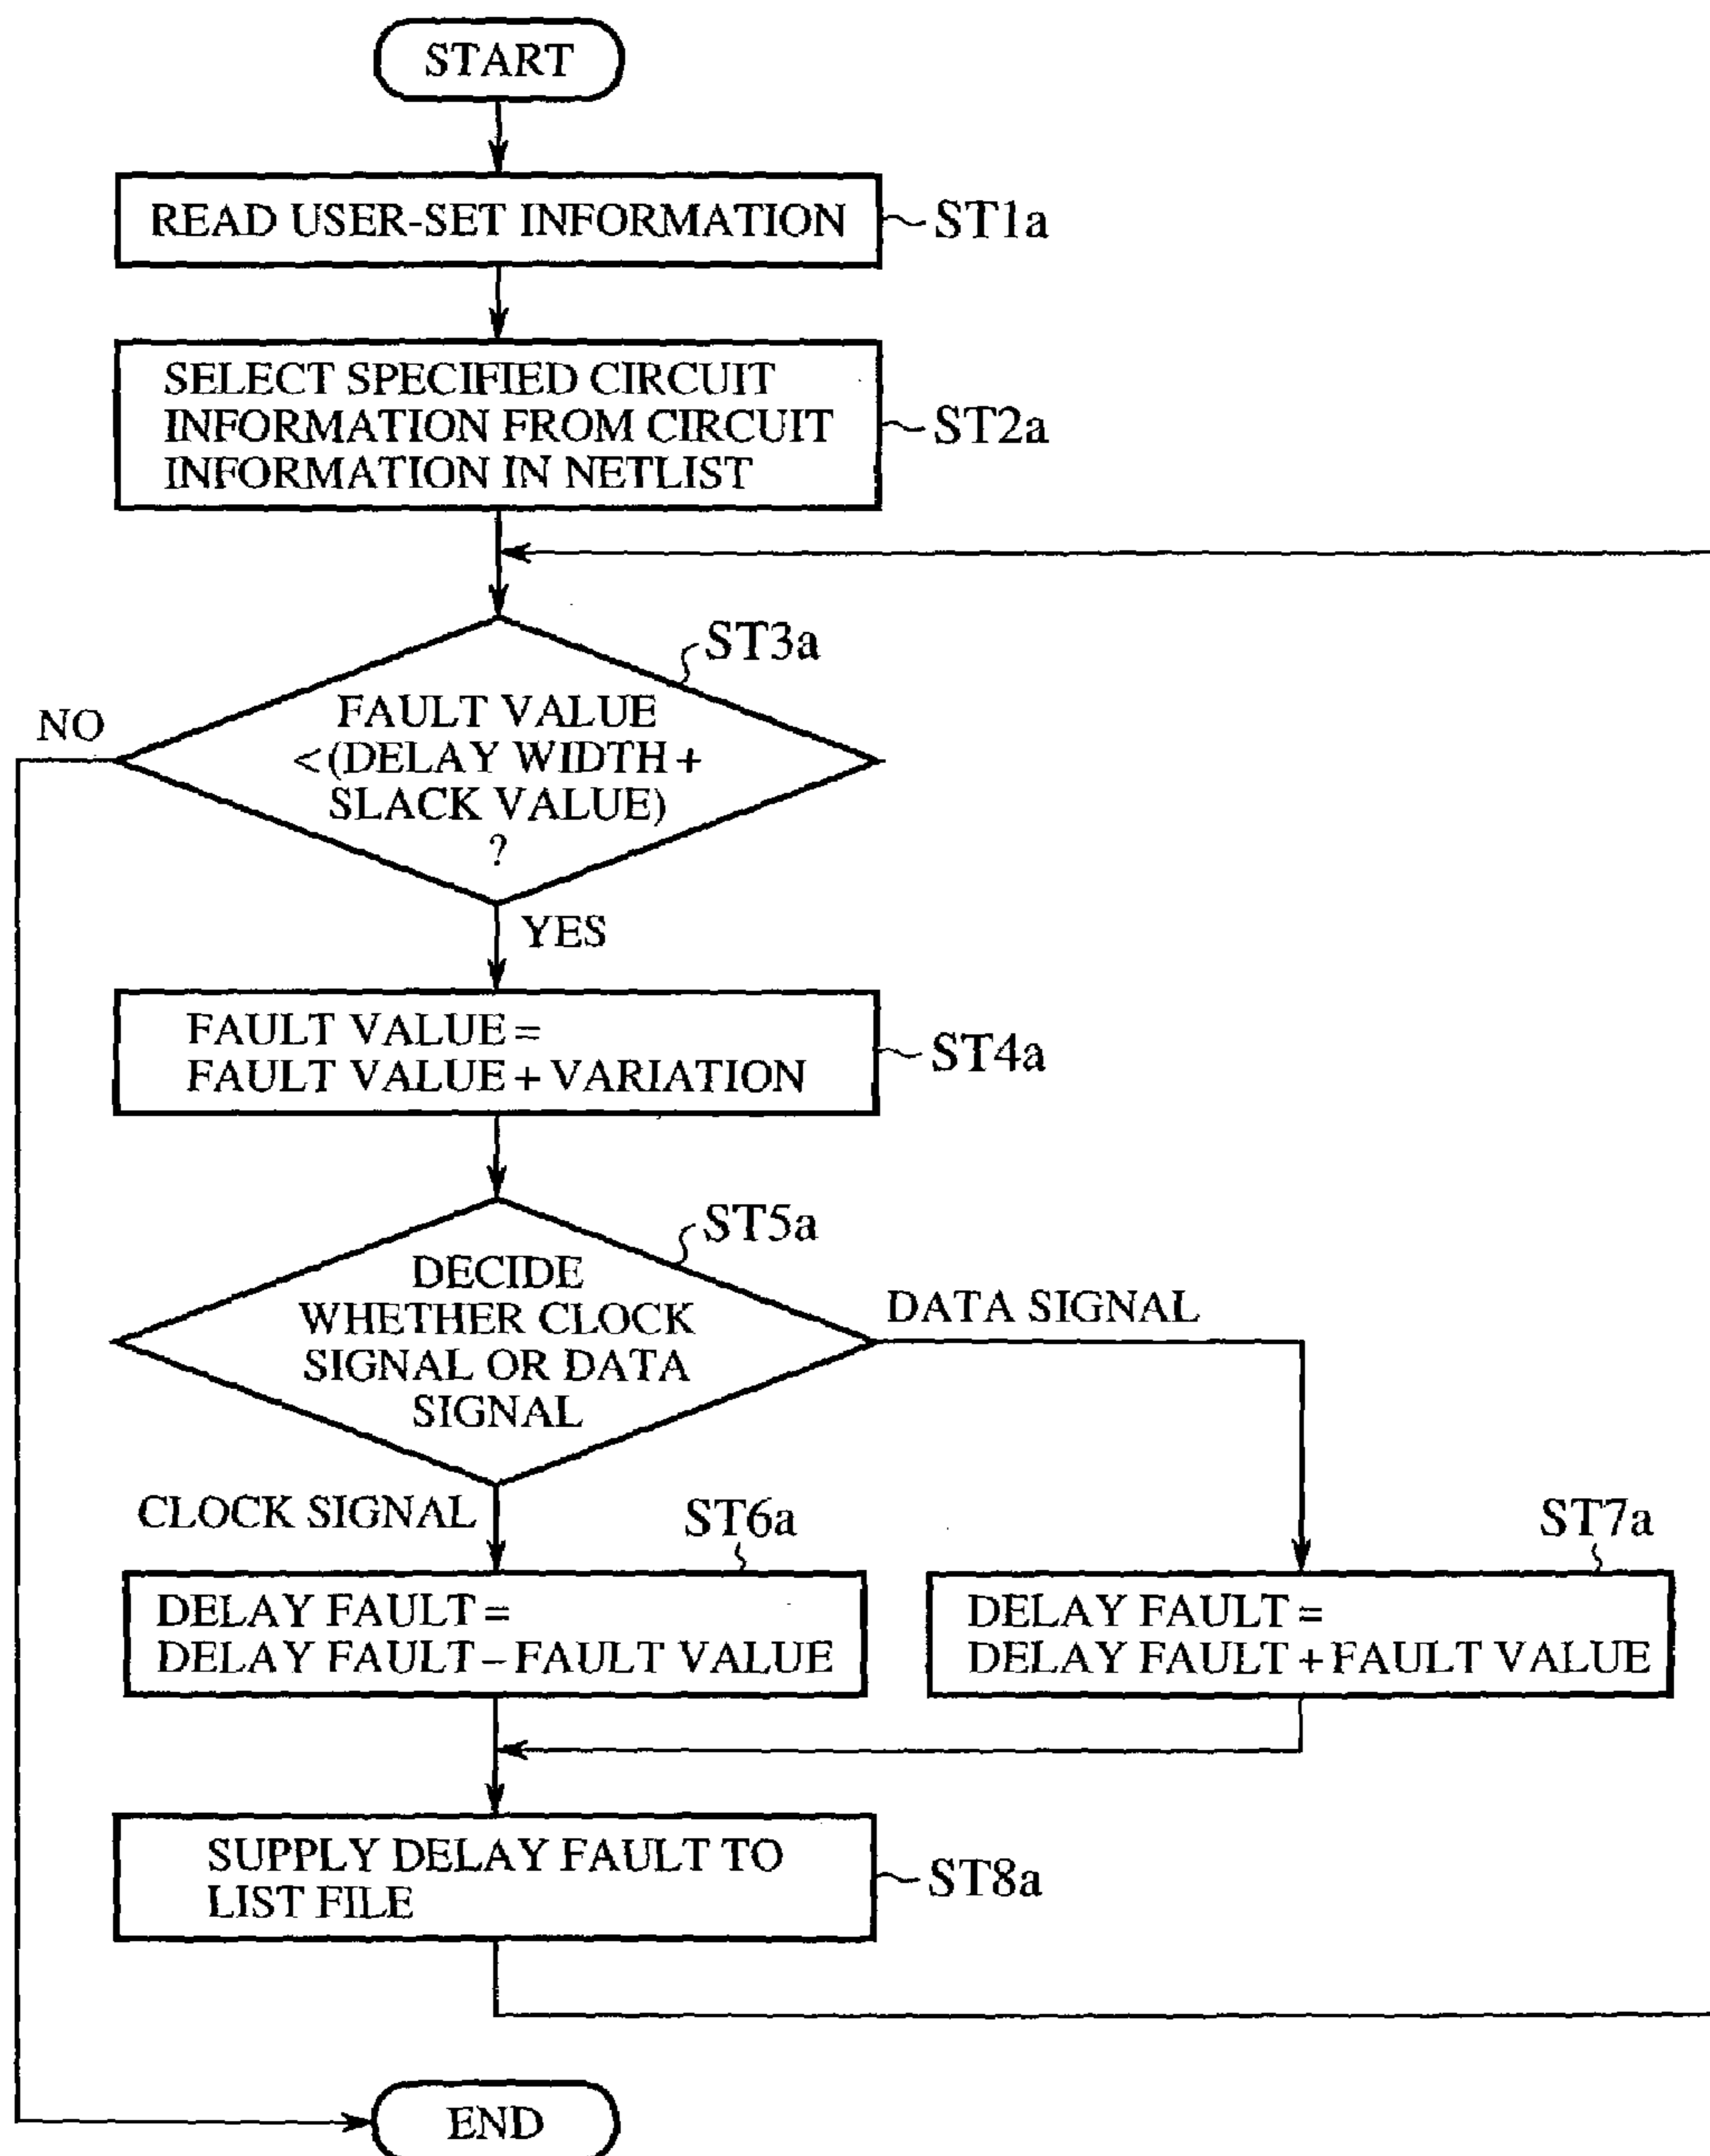 START
READ USER-SET INFORMATION
ST1a
SELECT SPECIFIED CIRCUIT
INFORMATION FROM CIRCUIT
INFORMATION IN NETLIST
ST2a
ST3a
NO
FAULT VALUE
<(DELAY WIDTH +
SLACK VALUE)
?
YES
FAULT VALUE =
FAULT VALUE + VARIATION
ST4a
ST5a
DECIDE
WHETHER CLOCK
SIGNAL OR DATA
SIGNAL
DATA SIGNAL
CLOCK SIGNAL
ST6a
DELAY FAULT =
DELAY FAULT – FAULT VALUE
ST7a
DELAY FAULT =
DELAY FAULT + FAULT VALUE
SUPPLY DELAY FAULT TO
LIST FILE
ST8a
END